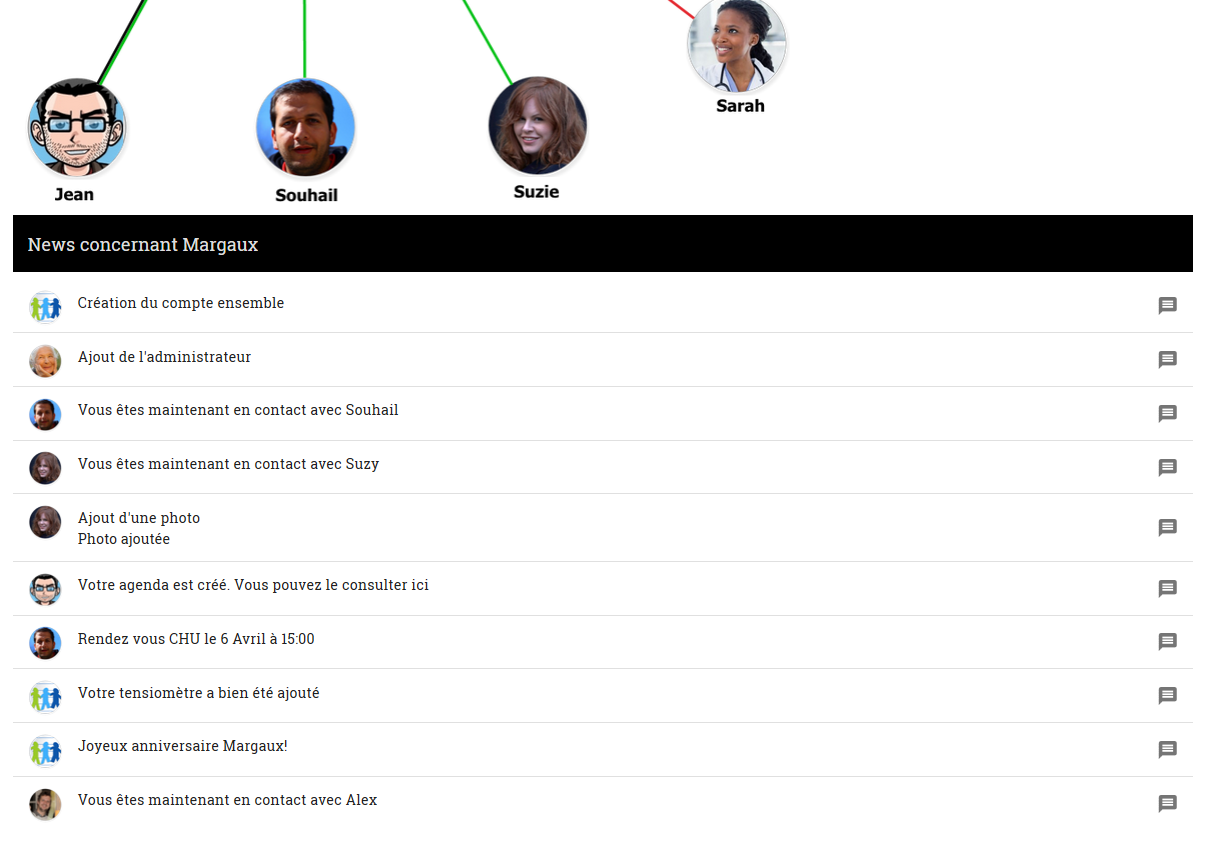 Sarah
Jean
Souhail
Suzie
News concernant Margaux
Création du compte ensemble
Ajout de l'administrateur
Vous êtes maintenant en contact avec Souhail
Vous êtes maintenant en contact avec Suzy
Ajout d'une photo
Photo ajoutée
Votre agenda est créé. Vous pouvez le consulter ici
Rendez vous CHU le 6 Avril à 15:00
Votre tensiomètre a bien été ajouté
Joyeux anniversaire Margaux!
Vous êtes maintenant en contact avec Alex